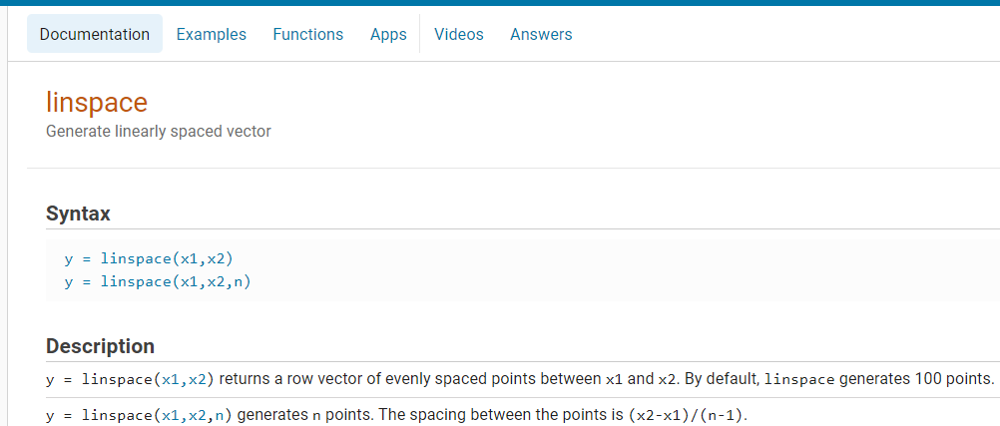 Documentation Examples Functions Apps Videos Answers
linspace
Generate linearly spaced vector
Syntax
y = linspace(x1,x2)
y = linspace(x1,x2,n)
Description
y = linspace(x1,x2) returns a row vector of evenly spaced points between x1 and x2. By default, linspace generates 100 points.
y = linspace(x1,x2,n) generates n points. The spacing between the points is (x2-x1)/(n-1).